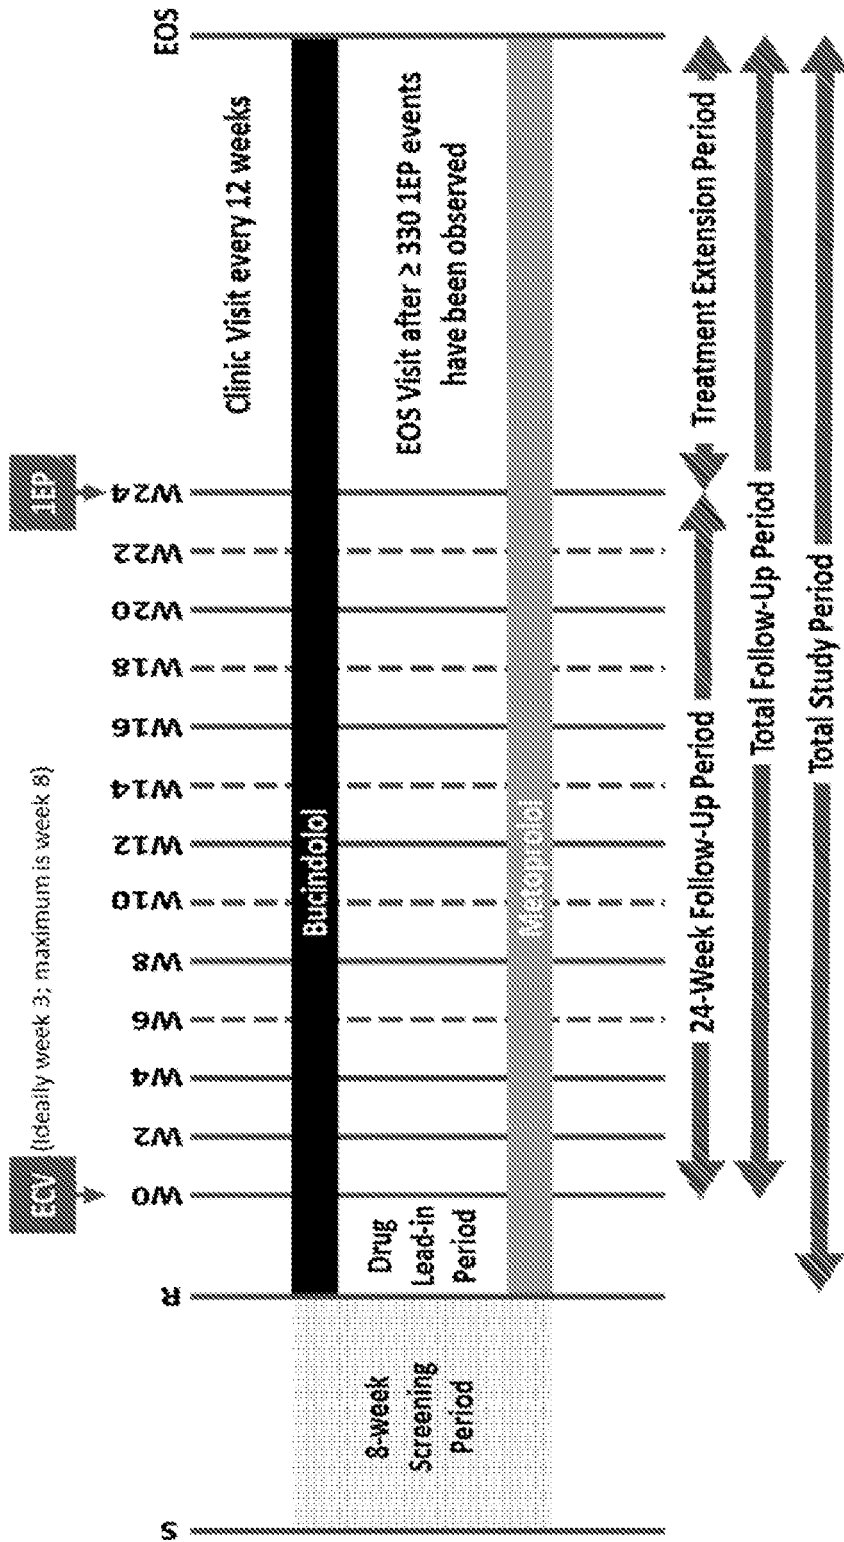 ECV
(Ideally week 3; maximum is week 8)
1EP
S
R
W0
W2
W4
W6
W8
W10
W12
W14
W16
W18
W20
W22
W24
EOS
Clinic Visit every 12 weeks
Bucindolol
8-week
Screening
Period
Drug
Lead-in
Period
EOS Visit after ≥ 330 1EP events
have been observed
Metoprolol
24-Week Follow-Up Period
Treatment Extension Period
Total Follow-Up Period
Total Study Period